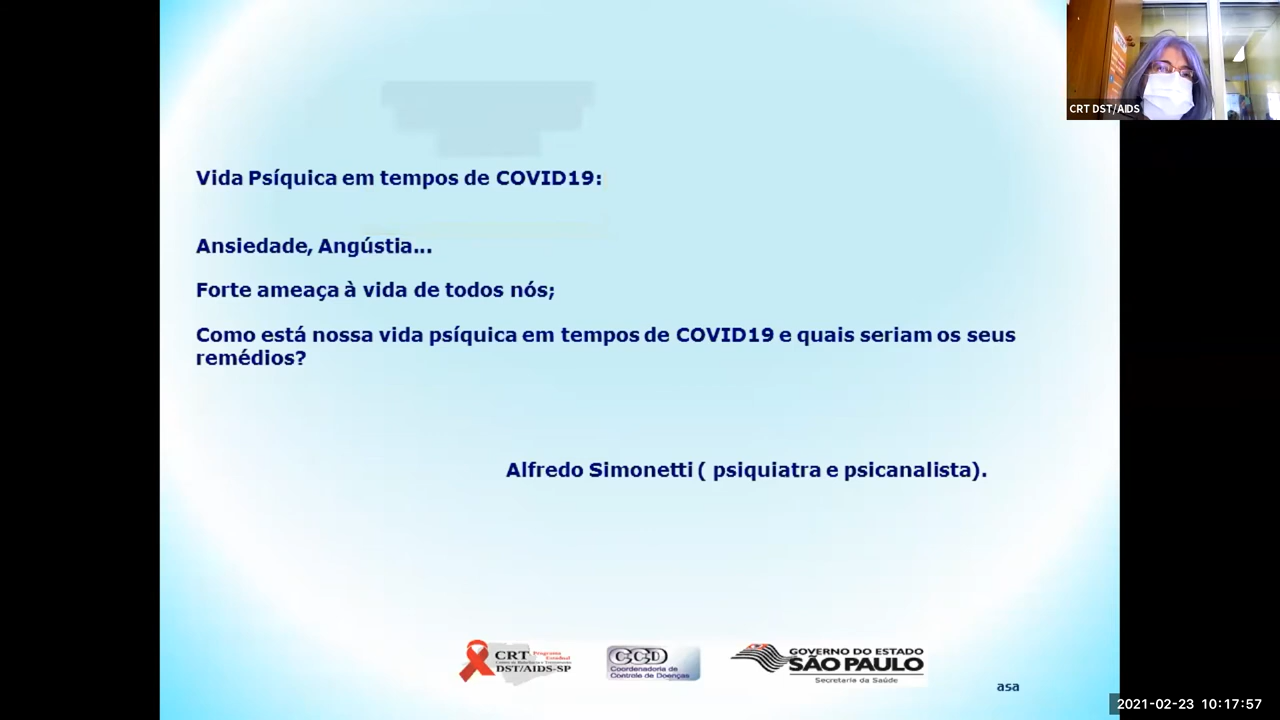 CRT DST/AIDS
Vida Psíquica em tempos de COVID19:
Ansiedade, Angústia...
Forte ameaça à vida de todos nós;
Como está nossa vida psíquica em tempos de COVID19 e quais seriam os seus
remédios?
Alfredo Simonetti ( psiquiatra e psicanalista).
CRT Programa Estadual
DST/AIDS-SP
CCD
Coordenadoria de
Controle de Doenças
GOVERNO DO ESTADO
SÃO PAULO
Secretaria da Saúde
asa
2021-02-23 10:17:57